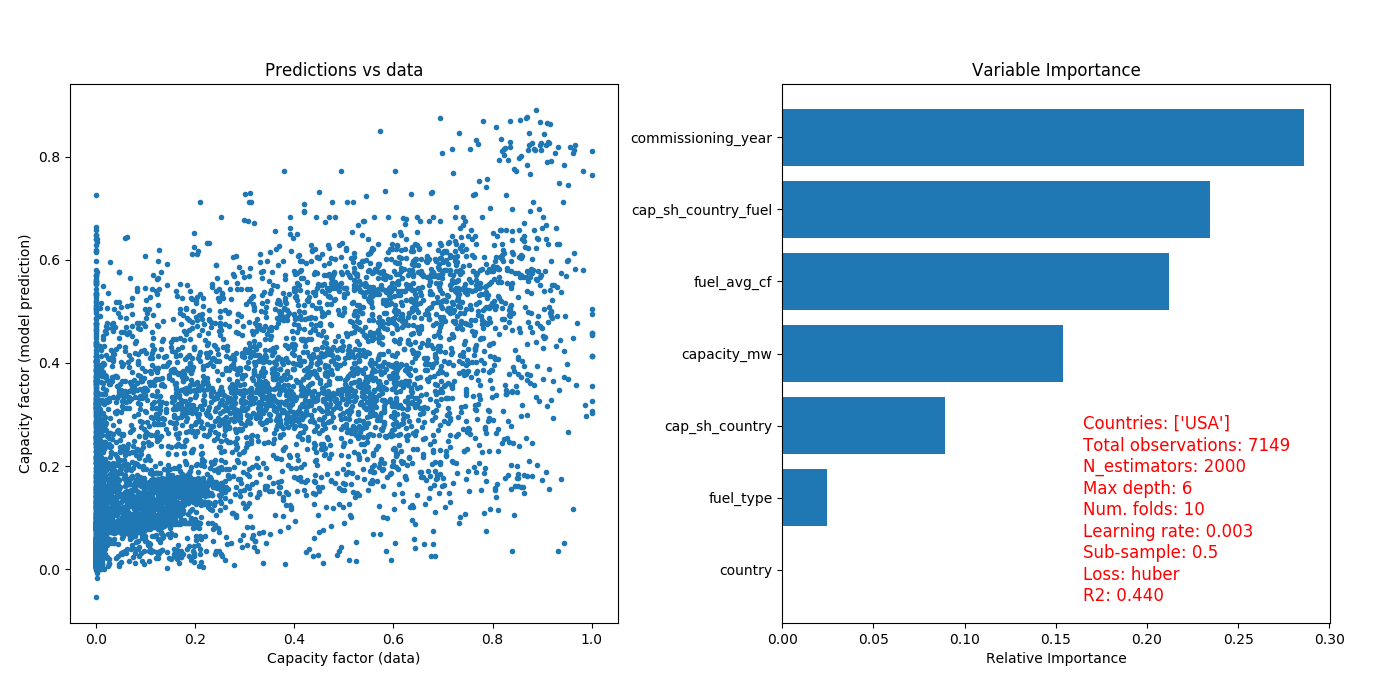 Predictions vs data
Capacity factor (model prediction)
0.8
0.6
0.4
0.2
0.0
0.0 0.2 0.4 0.6 0.8 1.0
Capacity factor (data)
Variable Importance
commissioning_year
cap_sh_country_fuel
fuel_avg_cf
capacity_mw
cap_sh_country
fuel_type
country
Countries: ['USA']
Total observations: 7149
N_estimators: 2000
Max depth: 6
Num. folds: 10
Learning rate: 0.003
Sub-sample: 0.5
Loss: huber
R2: 0.440
0.00 0.05 0.10 0.15 0.20 0.25 0.30
Relative Importance